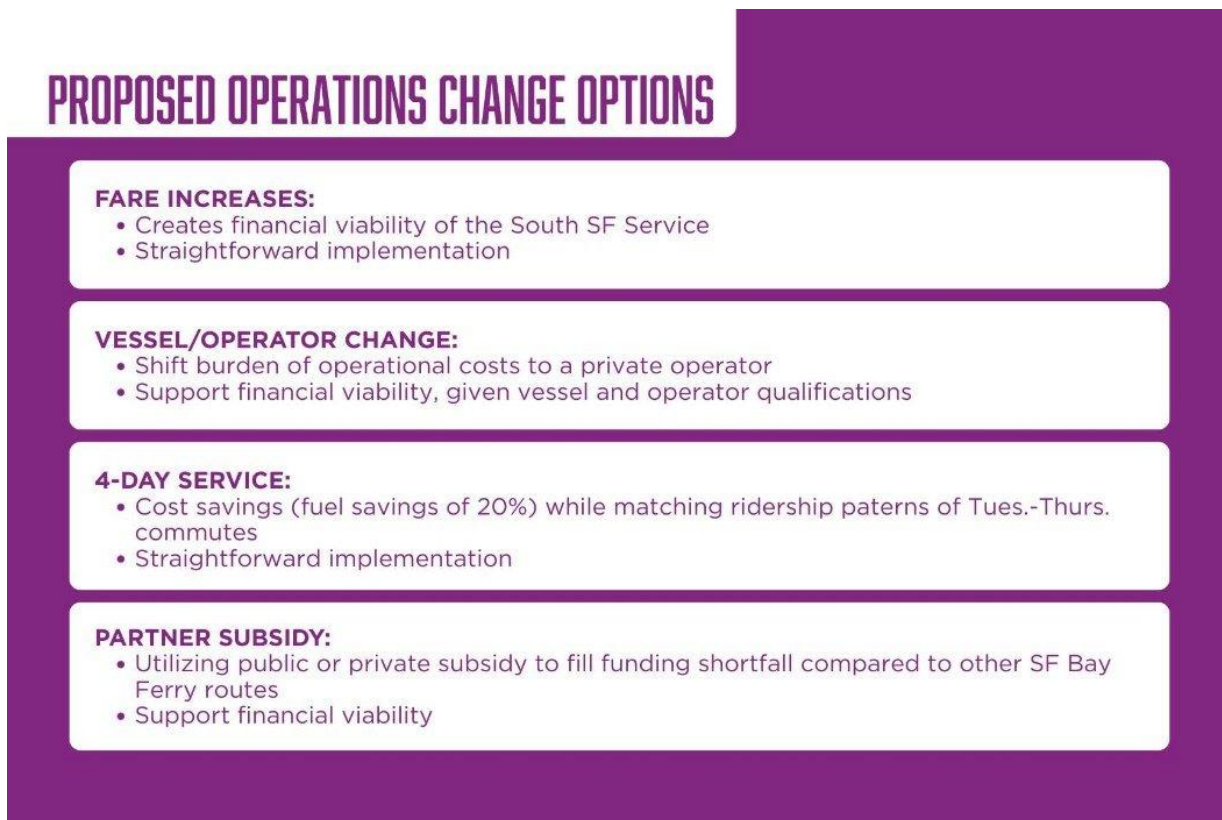 PROPOSED OPERATIONS CHANGE OPTIONS
FARE INCREASES:
• Creates financial viability of the South SF Service
• Straightforward implementation
VESSEL/OPERATOR CHANGE:
• Shift burden of operational costs to a private operator
• Support financial viability, given vessel and operator qualifications
4-DAY SERVICE:
• Cost savings (fuel savings of 20%) while matching ridership paterns of Tues.-Thurs.
commutes
• Straightforward implementation
PARTNER SUBSIDY:
• Utilizing public or private subsidy to fill funding shortfall compared to other SF Bay
Ferry routes
• Support financial viability